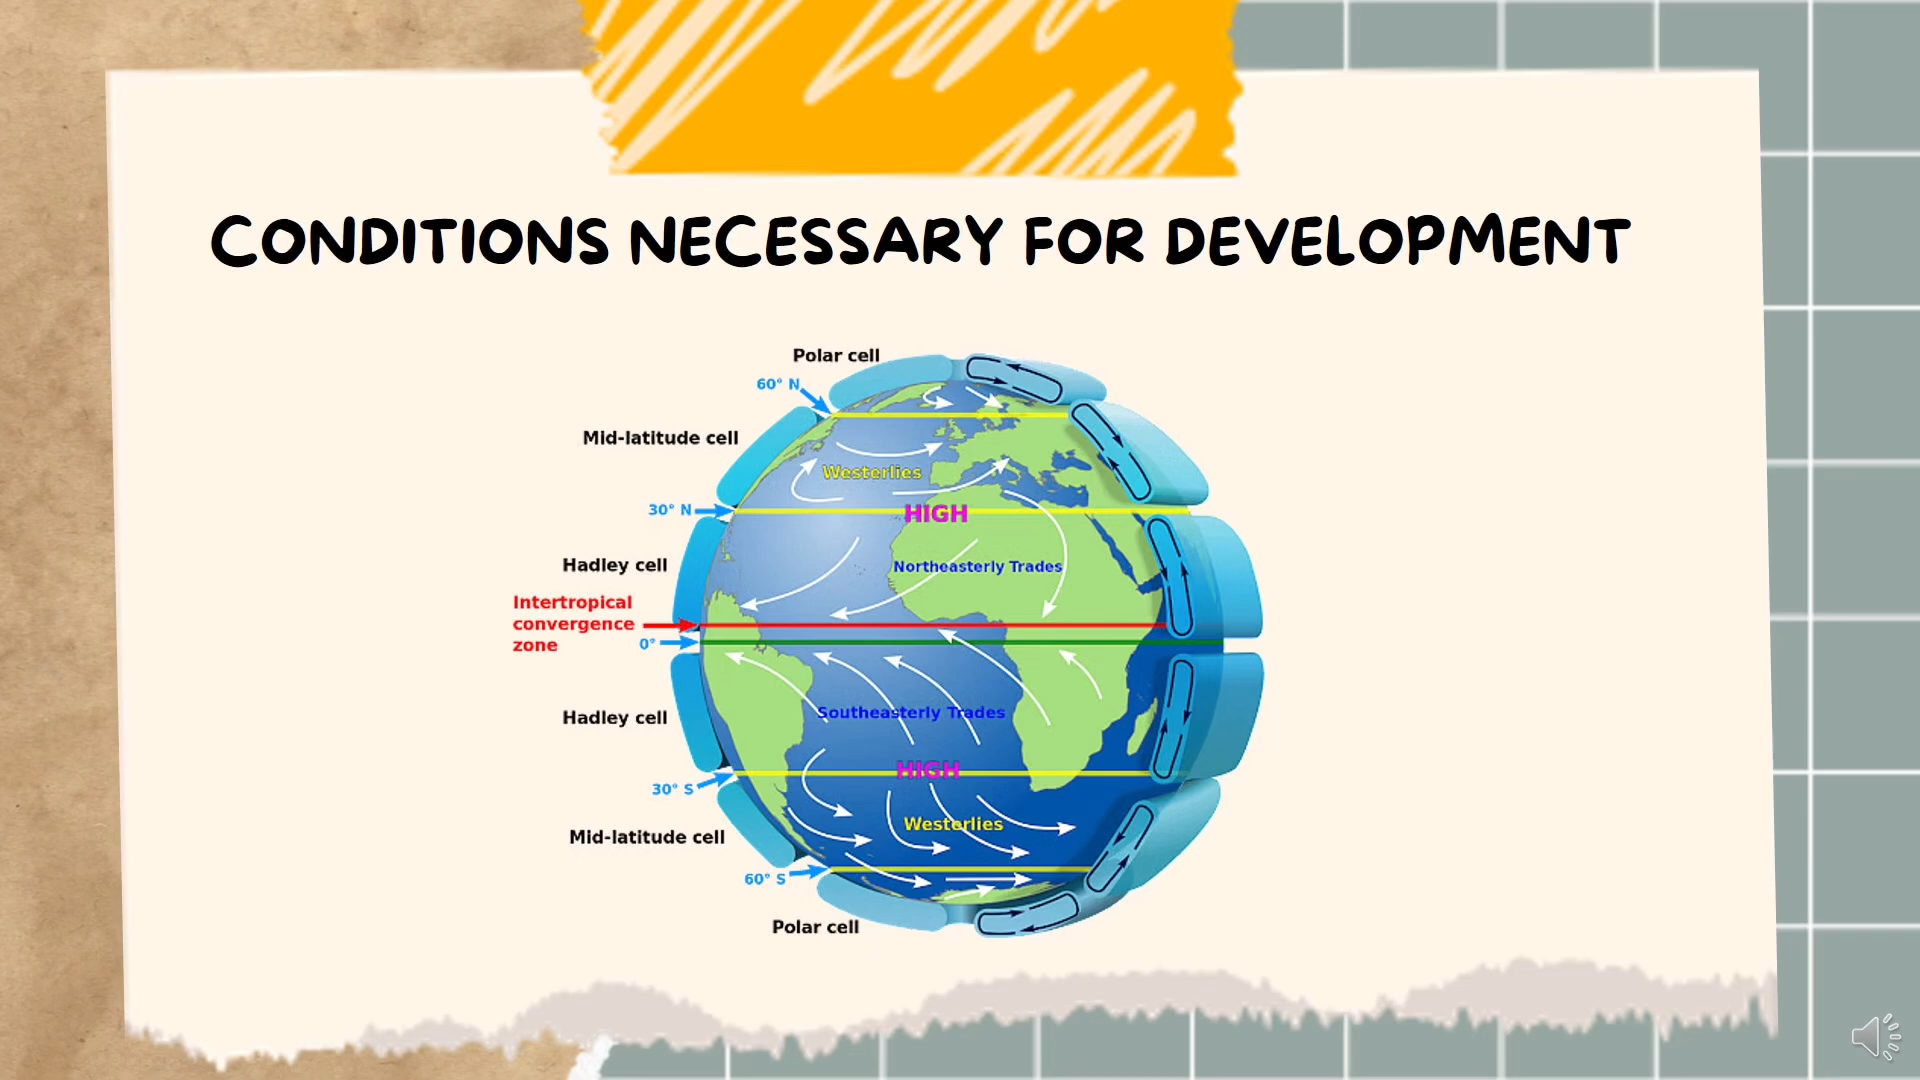 CONDITIONS NECESSARY FOR DEVELOPMENT
Polar cell
60° N
Mid-latitude cell
Westerlies
30° N
HIGH
Hadley cell
Northeasterly Trades
Intertropical
convergence
zone
0°
Hadley cell
Southeasterly Trades
HIGH
30° S
Westerlies
Mid-latitude cell
60° S
Polar cell